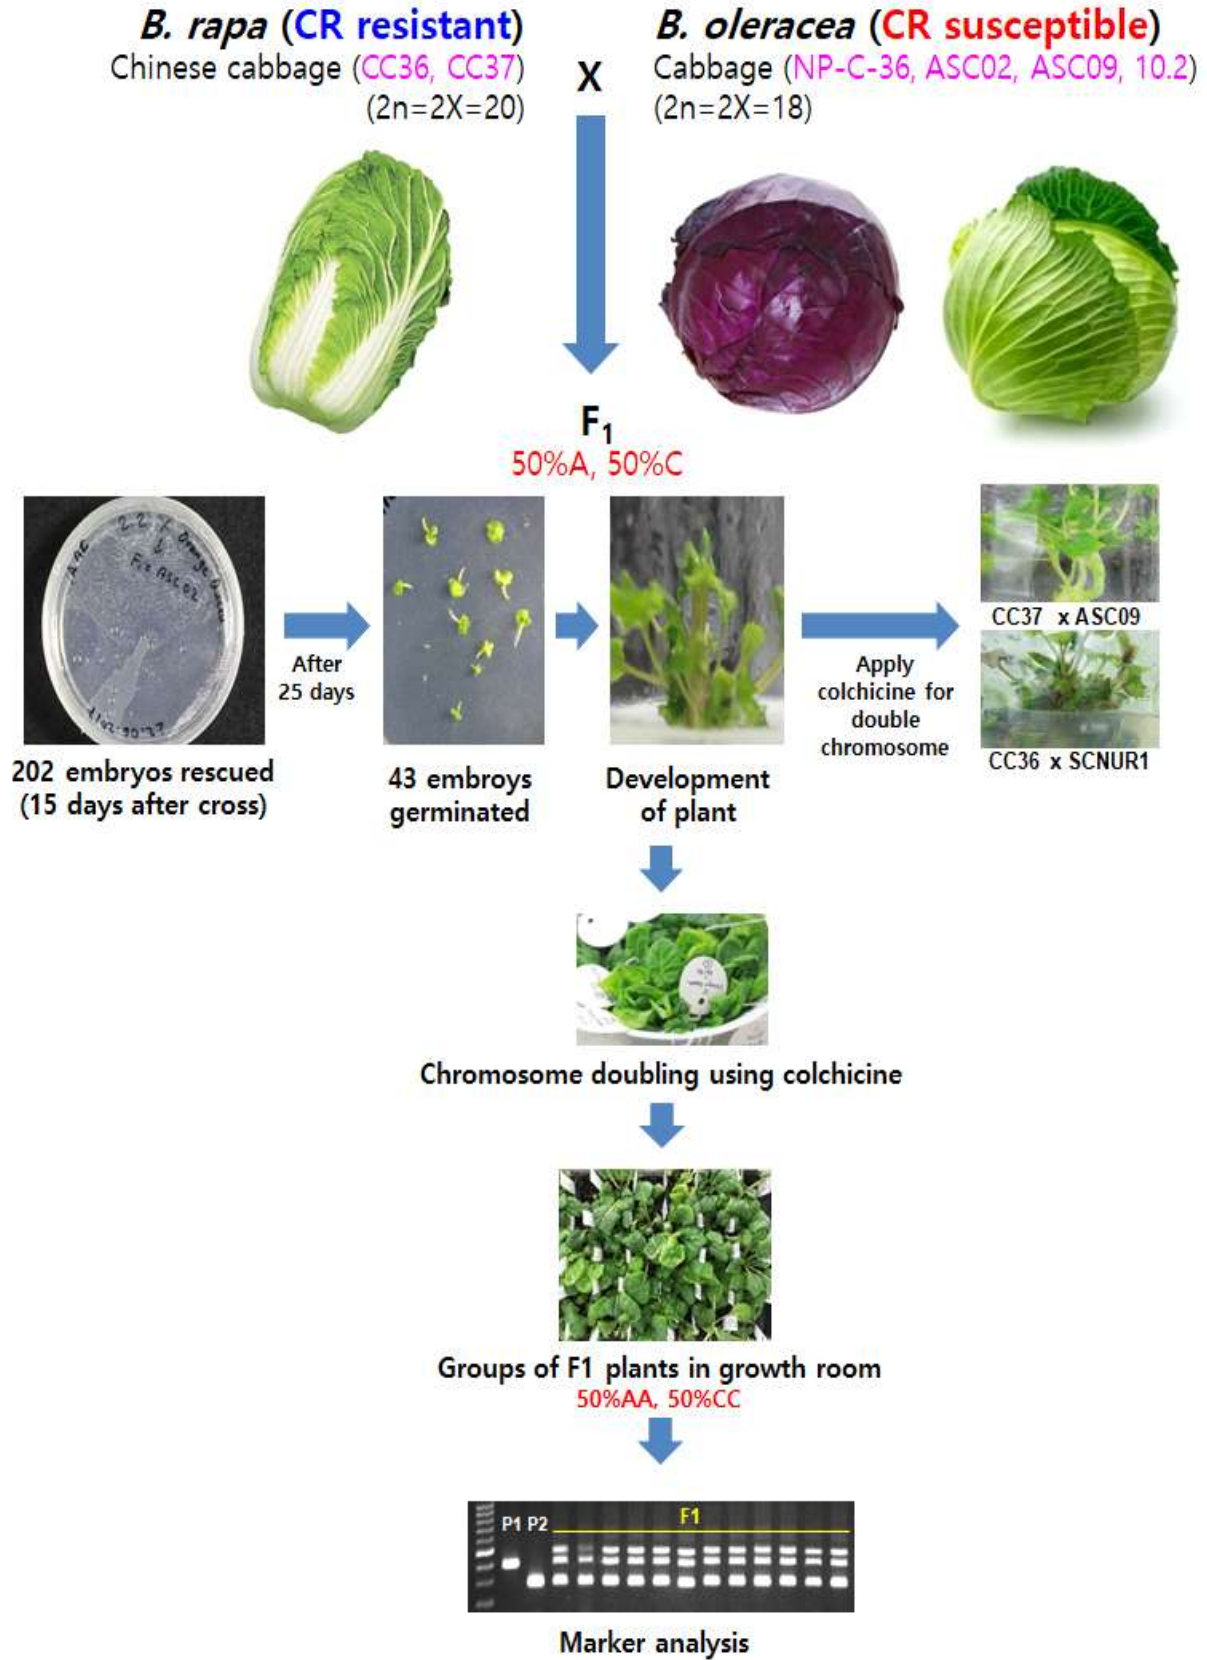 B. rapa (CR resistant)
Chinese cabbage (CC36, CC37)
(2n=2X=20)
X
B. oleracea (CR susceptible)
Cabbage (NP-C-36, ASC02, ASC09, 10.2)
(2n=2X=18)
F1
50%A, 50%C
After
25 days
Apply
colchicine for
double
chromosome
CC37 x ASC09
CC36 x SCNUR1
202 embryos rescued
(15 days after cross)
43 embroys
germinated
Development
of plant
Chromosome doubling using colchicine
Groups of F1 plants in growth room
50%AA, 50%CC
P1 P2 F1
Marker analysis